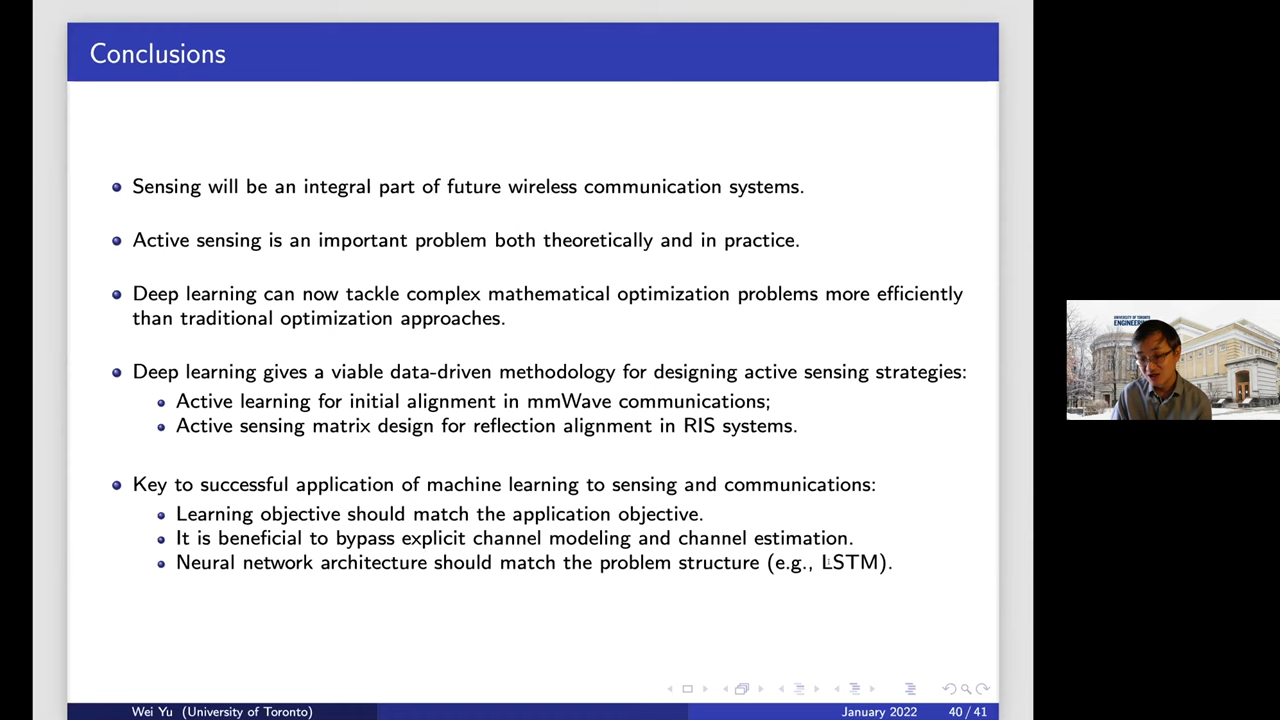 Conclusions
Sensing will be an integral part of future wireless communication systems.
Active sensing is an important problem both theoretically and in practice.
Deep learning can now tackle complex mathematical optimization problems more efficiently
than traditional optimization approaches.
Deep learning gives a viable data-driven methodology for designing active sensing strategies:
Active learning for initial alignment in mmWave communications;
Active sensing matrix design for reflection alignment in RIS systems.
Key to successful application of machine learning to sensing and communications:
Learning objective should match the application objective.
It is beneficial to bypass explicit channel modeling and channel estimation.
Neural network architecture should match the problem structure (e.g., LSTM).
Wei Yu (University of Toronto)
January 2022
40 / 41
UNIVERSITY OF TORONTO
ENGINEERING